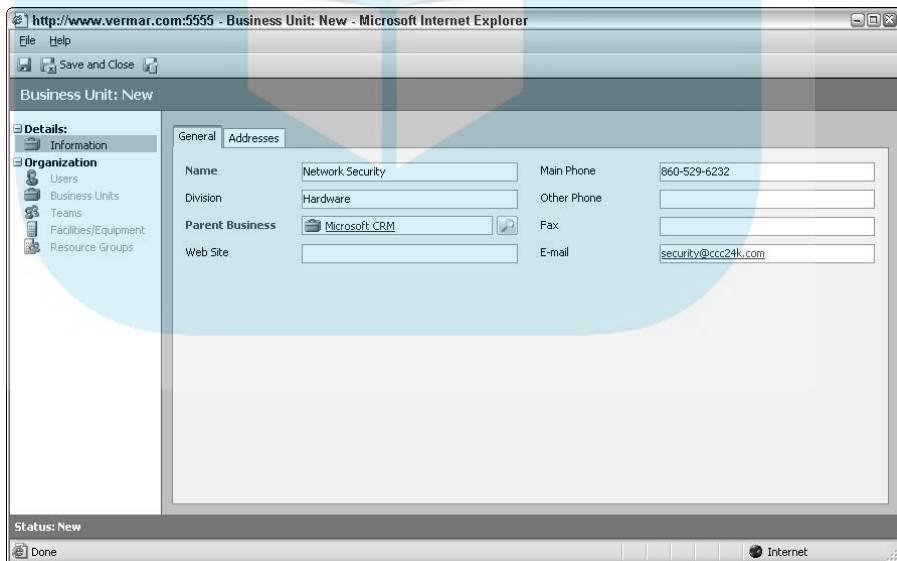 http://www.vermar.com:5555 - Business Unit: New - Microsoft Internet Explorer
File Help
Save and Close
Business Unit: New
Details:
Information
Organization
Users
Business Units
Teams
Facilities/Equipment
Resource Groups
General Addresses
Name Network Security Main Phone 860-529-6232
Division Hardware Other Phone
Parent Business Microsoft CRM Fax
Web Site E-mail security@ccc24k.com
Status: New
Done Internet